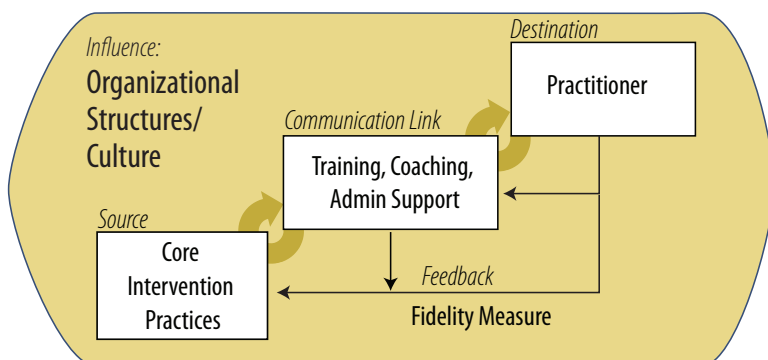 Influence:
Organizational
Structures/
Culture
Destination
Practitioner
Communication Link
Training, Coaching,
Admin Support
Source
Core
Intervention
Practices
Feedback
Fidelity Measure